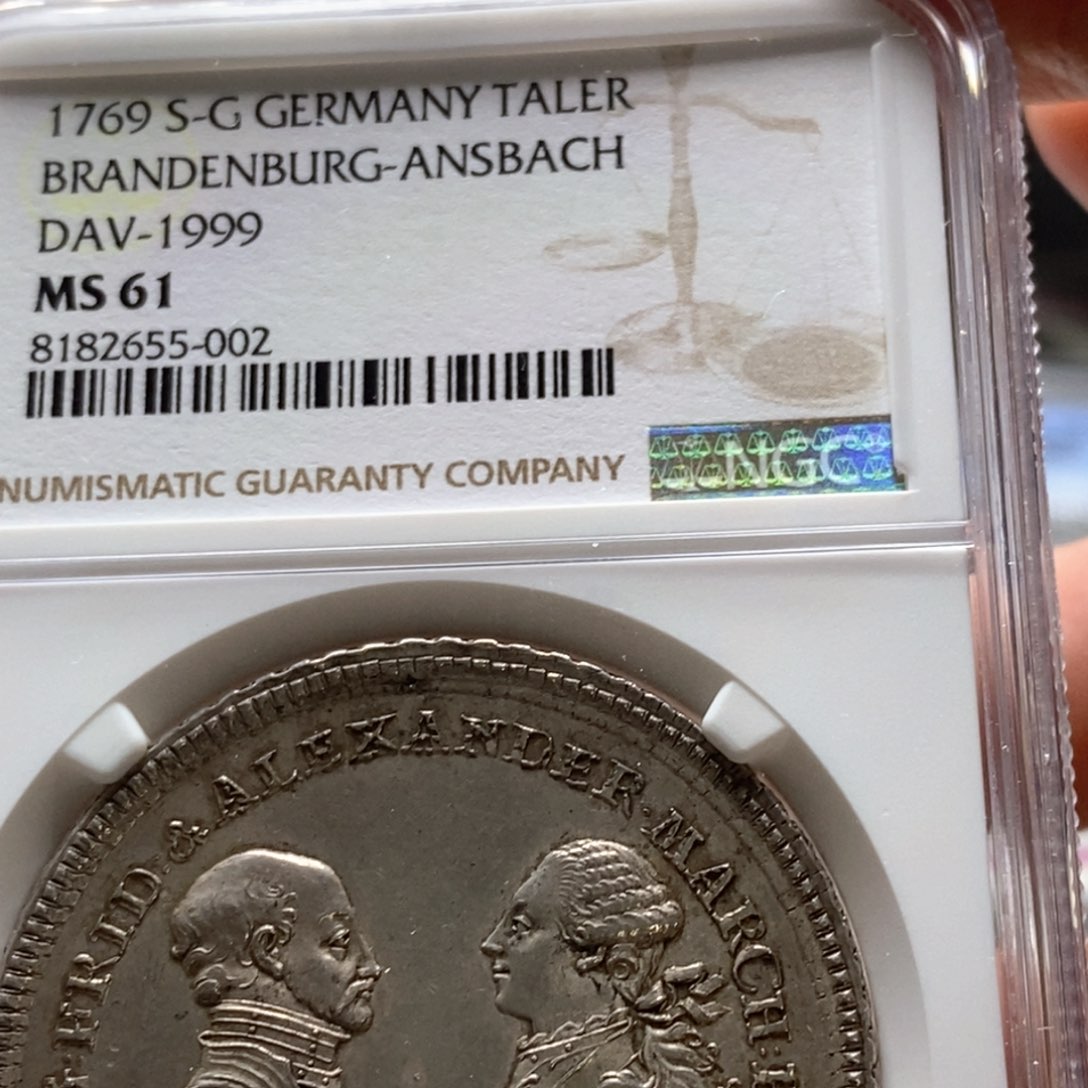 1769 S-G GERMANY TALER
BRANDENBURG-ANSBACH
DAV-1999
MS 61
8182655-002
NUMISMATIC GUARANTY COMPANY
NGC
FRID·&·ALEXANDER·MARCH: